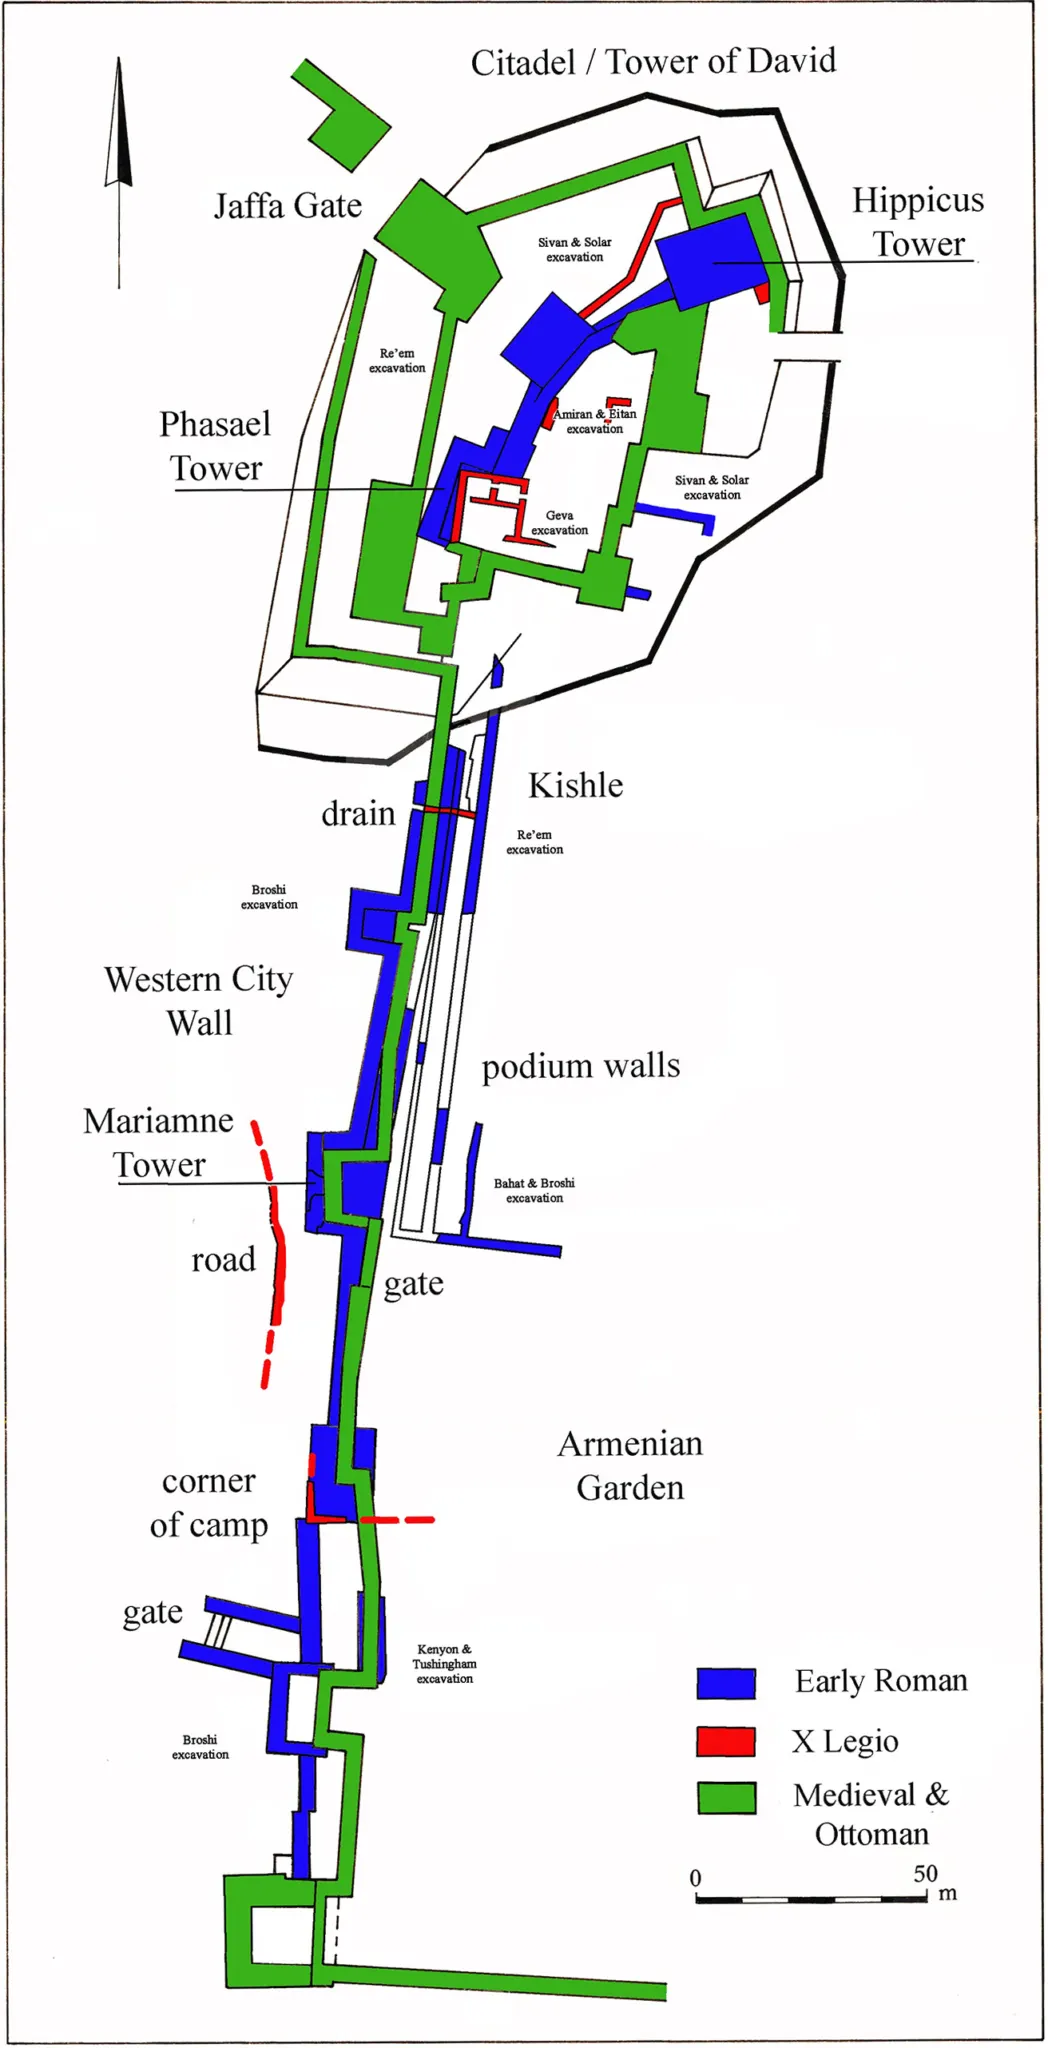 Citadel / Tower of David
Jaffa Gate
Hippicus
Tower
Sivan & Solar
excavation
Re'em
excavation
Phasael
Tower
Amiran & Eitan
excavation
Sivan & Solar
excavation
Geva
excavation
Kishle
drain
Re'em
excavation
Broshi
excavation
Western City
Wall
podium walls
Mariamne
Tower
Bahat & Broshi
excavation
road
gate
Armenian
Garden
corner
of camp
gate
Kenyon &
Tushingham
excavation
Broshi
excavation
Early Roman
X Legio
Medieval &
Ottoman
0 50
m